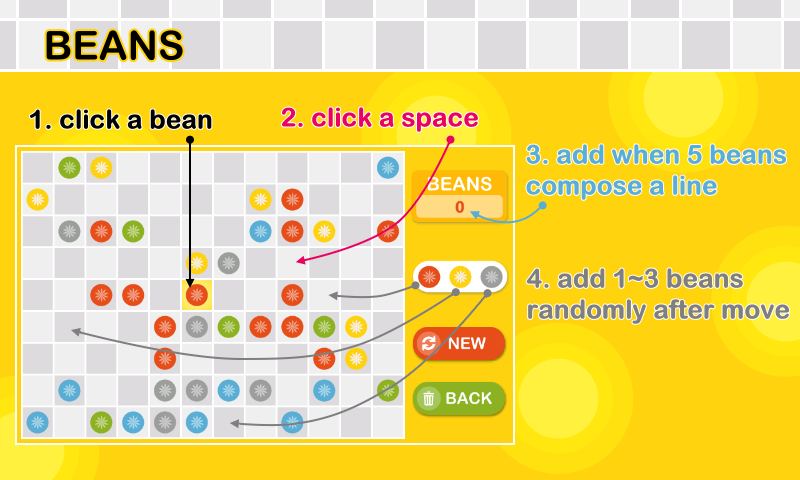 BEANS
1. click a bean
2. click a space
3. add when 5 beans
compose a line
BEANS
0
4. add 1~3 beans
randomly after move
NEW
BACK